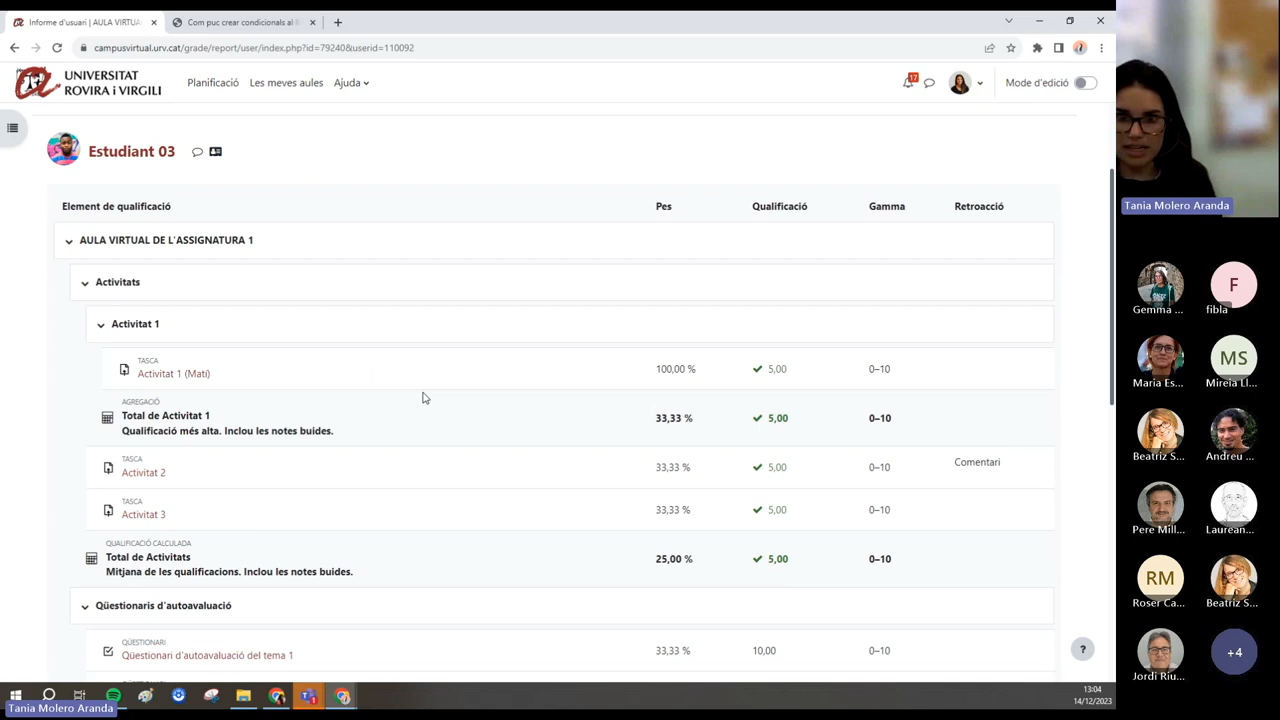 Informe d'usuari | AULA VIRTUA
Com puc crear condicionals al ll
campusvirtual.urv.cat/grade/report/user/index.php?id=79240&userid=110092
UNIVERSITAT
ROVIRA i VIRGILI
Planificació
Les meves aules
Ajuda
17
Mode d'edició
Estudiant 03
Element de qualificació
Pes
Qualificació
Gamma
Retroacció
AULA VIRTUAL DE L'ASSIGNATURA 1
Activitats
Activitat 1
TASCA
Activitat 1 (Matí)
100,00 %
5,00
0–10
AGREGACIÓ
Total de Activitat 1
Qualificació més alta. Inclou les notes buides.
33,33 %
5,00
0–10
TASCA
Activitat 2
33,33 %
5,00
0–10
Comentari
TASCA
Activitat 3
33,33 %
5,00
0–10
QUALIFICACIÓ CALCULADA
Total de Activitats
Mitjana de les qualificacions. Inclou les notes buides.
25,00 %
5,00
0–10
Qüestionaris d'autoavaluació
QÜESTIONARI
Qüestionari d'autoavaluació del tema 1
33,33 %
10,00
0–10
?
13:04
14/12/2023
Tania Molero Aranda
Tania Molero Aranda
Gemma ...
F
fibla
Maria Es...
MS
Mireia Ll...
Beatriz S...
Andreu ...
Pere Mill...
Laurean...
RM
Roser Ca...
Beatriz S...
Jordi Riu...
+4